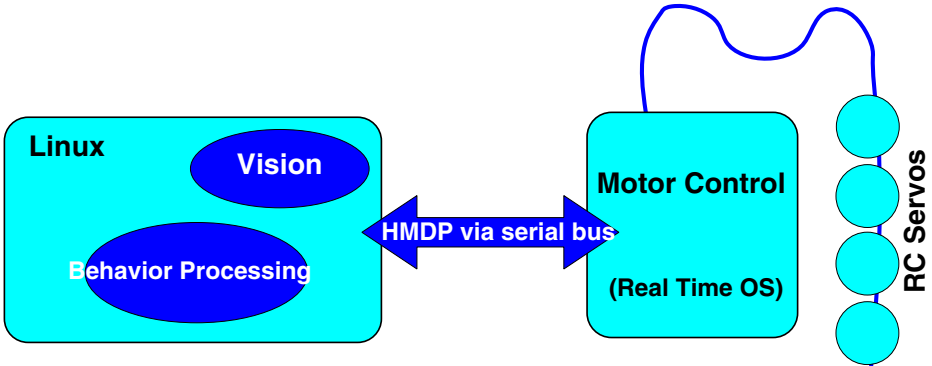 Linux
Vision
Behavior Processing
HMDP via serial bus
Motor Control
(Real Time OS)
RC Servos